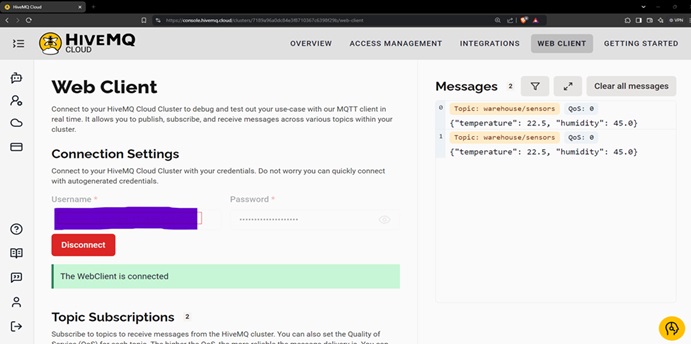 HiveMQ Cloud
https://console.hivemq.cloud/clusters/
/web-client
VPN
HIVEMQ
CLOUD
OVERVIEW
ACCESS MANAGEMENT
INTEGRATIONS
WEB CLIENT
GETTING STARTED
Web Client
Connect to your HiveMQ Cloud Cluster to debug and test out your use-case with our MQTT client in
real time. It allows you to publish, subscribe, and receive messages across various topics within your
cluster.
Connection Settings
Connect to your HiveMQ Cloud Cluster with your credentials. Do not worry you can quickly connect
with autogenerated credentials.
Username *
Password *
Disconnect
The WebClient is connected
Topic Subscriptions 2
Subscribe to topics to receive messages from the HiveMQ cluster. You can also set the Quality of
Service (QoS) for each topic. The higher the QoS, the more reliable the message delivery is. You can
Messages 2
Clear all messages
0 Topic: warehouse/sensors QoS: 0
{"temperature": 22.5, "humidity": 45.0}
1 Topic: warehouse/sensors QoS: 0
{"temperature": 22.5, "humidity": 45.0}